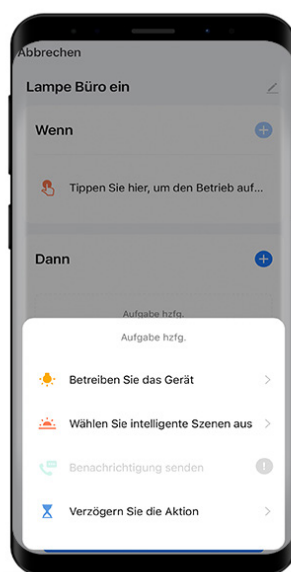 Abbrechen
Lampe Büro ein
Wenn
Tippen Sie hier, um den Betrieb auf...
Dann
Aufgabe hzfg.
Aufgabe hzfg.
Betreiben Sie das Gerät
Wählen Sie intelligente Szenen aus
Benachrichtigung senden
Verzögern Sie die Aktion